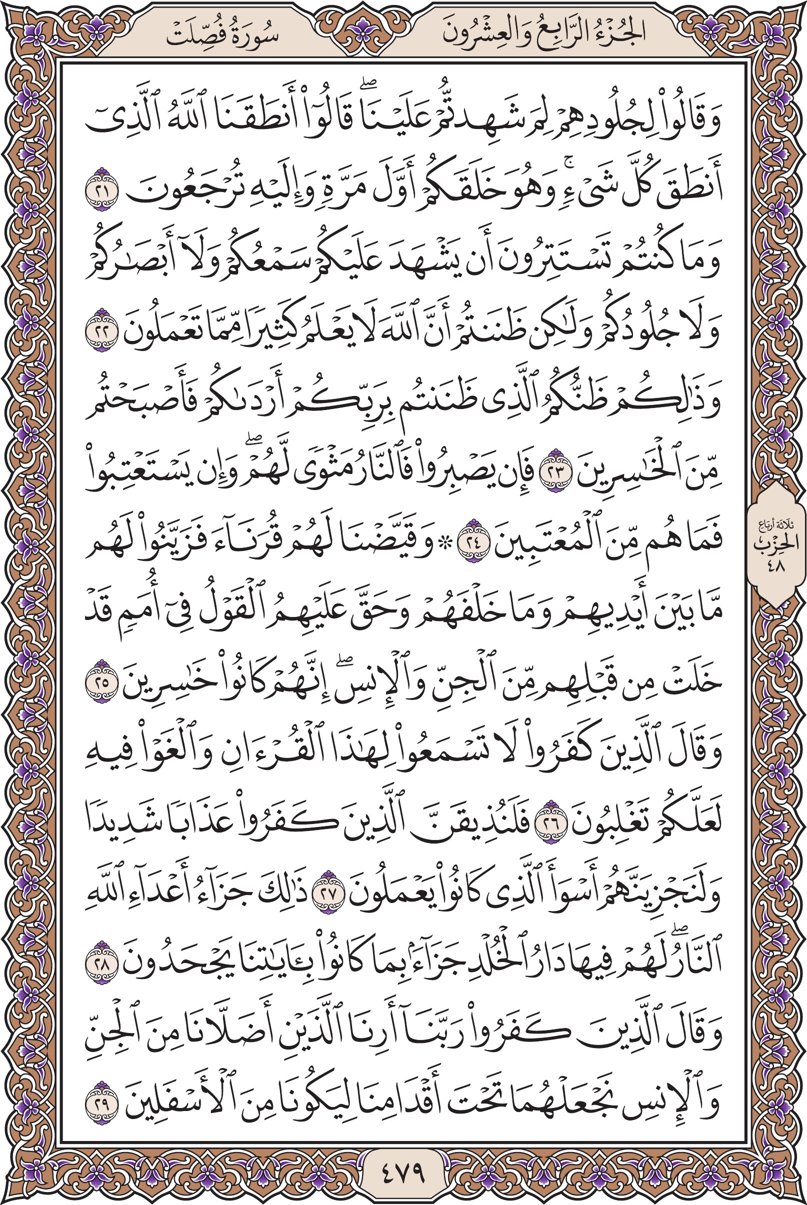 الجُزْءُ الرَّابِعُ وَالعِشْرُونَ
سُورَةُ فُصِّلَتْ
وَقَالُوا۟ لِجُلُودِهِمْ لِمَ شَهِدتُّمْ عَلَيْنَا ۖ قَالُوٓا۟ أَنطَقَنَا ٱللَّهُ ٱلَّذِىٓ
أَنطَقَ كُلَّ شَىْءٍ ۚ وَهُوَ خَلَقَكُمْ أَوَّلَ مَرَّةٍ وَإِلَيْهِ تُرْجَعُونَ ٢١
وَمَا كُنتُمْ تَسْتَتِرُونَ أَن يَشْهَدَ عَلَيْكُمْ سَمْعُكُمْ وَلَآ أَبْصَٰرُكُمْ
وَلَا جُلُودُكُمْ وَلَٰكِن ظَنَنتُمْ أَنَّ ٱللَّهَ لَا يَعْلَمُ كَثِيرًا مِّمَّا تَعْمَلُونَ ٢٢
وَذَٰلِكُمْ ظَنُّكُمُ ٱلَّذِى ظَنَنتُم بِرَبِّكُمْ أَرْدَىٰكُمْ فَأَصْبَحْتُم
مِّنَ ٱلْخَٰسِرِينَ ٢٣ فَإِن يَصْبِرُوا۟ فَٱلنَّارُ مَثْوًى لَّهُمْ ۖ وَإِن يَسْتَعْتِبُوا۟
فَمَا هُم مِّنَ ٱلْمُعْتَبِينَ ٢٤ ۞ وَقَيَّضْنَا لَهُمْ قُرَنَآءَ فَزَيَّنُوا۟ لَهُم
مَّا بَيْنَ أَيْدِيهِمْ وَمَا خَلْفَهُمْ وَحَقَّ عَلَيْهِمُ ٱلْقَوْلُ فِىٓ أُمَمٍ قَدْ
خَلَتْ مِن قَبْلِهِم مِّنَ ٱلْجِنِّ وَٱلْإِنسِ ۖ إِنَّهُمْ كَانُوا۟ خَٰسِرِينَ ٢٥
وَقَالَ ٱلَّذِينَ كَفَرُوا۟ لَا تَسْمَعُوا۟ لِهَٰذَا ٱلْقُرْءَانِ وَٱلْغَوْا۟ فِيهِ
لَعَلَّكُمْ تَغْلِبُونَ ٢٦ فَلَنُذِيقَنَّ ٱلَّذِينَ كَفَرُوا۟ عَذَابًا شَدِيدًا
وَلَنَجْزِيَنَّهُمْ أَسْوَأَ ٱلَّذِى كَانُوا۟ يَعْمَلُونَ ٢٧ ذَٰلِكَ جَزَآءُ أَعْدَآءِ ٱللَّهِ
ٱلنَّارُ ۖ لَهُمْ فِيهَا دَارُ ٱلْخُلْدِ جَزَآءًۢ بِمَا كَانُوا۟ بِـَٔايَٰتِنَا يَجْحَدُونَ ٢٨
وَقَالَ ٱلَّذِينَ كَفَرُوا۟ رَبَّنَآ أَرِنَا ٱلَّذَيْنِ أَضَلَّانَا مِنَ ٱلْجِنِّ
وَٱلْإِنسِ نَجْعَلْهُمَا تَحْتَ أَقْدَامِنَا لِيَكُونَا مِنَ ٱلْأَسْفَلِينَ ٢٩
ثلاثة أرباع
الحِزْب
٤٨
٤٧٩